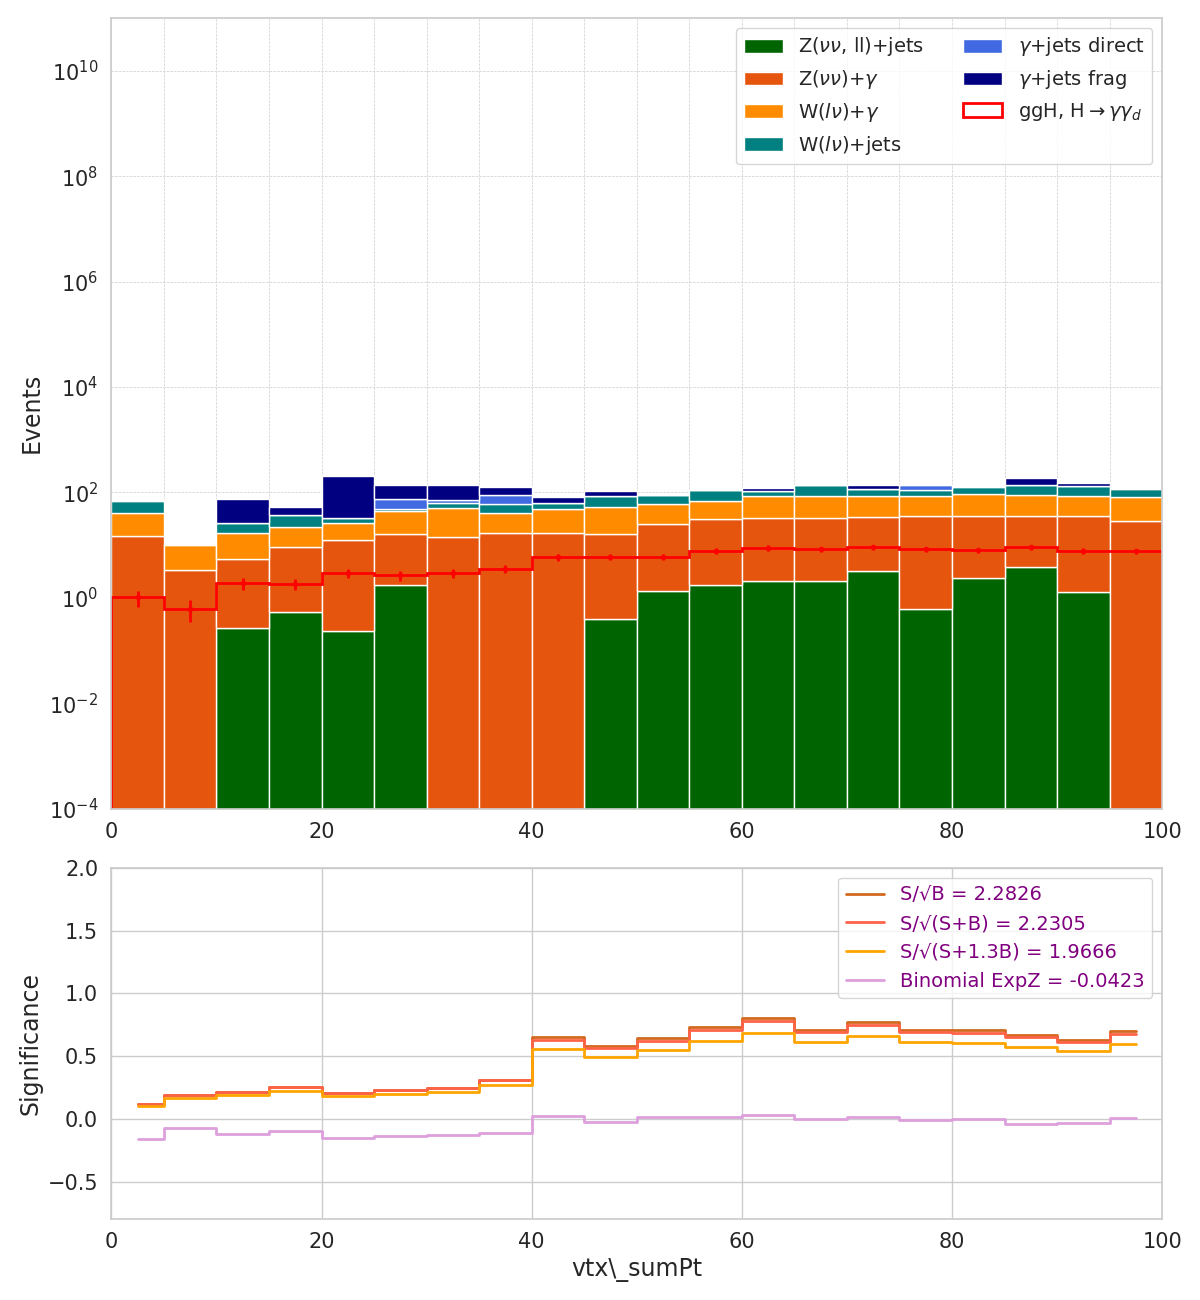 Z(νν, ll)+jets
Z(νν)+γ
W(lν)+γ
W(lν)+jets
γ+jets direct
γ+jets frag
ggH, H→γγd
10^10
10^8
10^6
10^4
10^2
10^0
10^−2
10^−4
Events
0 20 40 60 80 100
S/√B = 2.2826
S/√(S+B) = 2.2305
S/√(S+1.3B) = 1.9666
Binomial ExpZ = -0.0423
2.0
1.5
1.0
0.5
0.0
−0.5
Significance
0 20 40 60 80 100
vtx\_sumPt